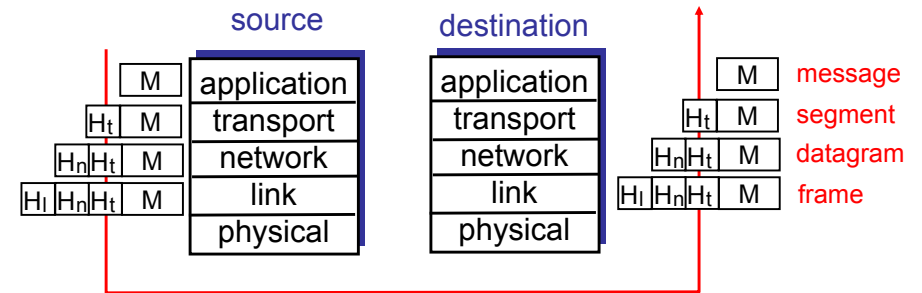 source destination
M application application M message
Ht M transport transport Ht M segment
Hn Ht M network network Hn Ht M datagram
Hl Hn Ht M link link Hl Hn Ht M frame
physical physical